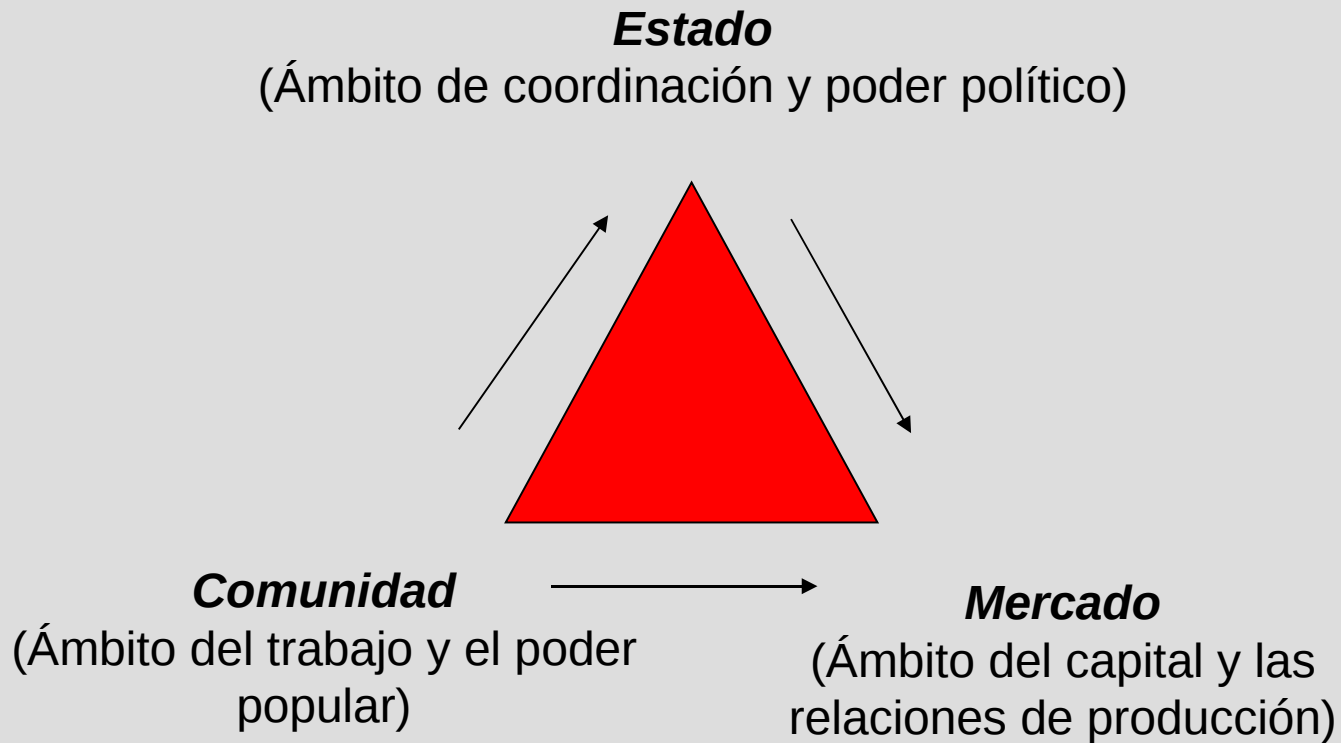 Estado
(Ámbito de coordinación y poder político)
Comunidad
(Ámbito del trabajo y el poder
popular)
Mercado
(Ámbito del capital y las
relaciones de producción)